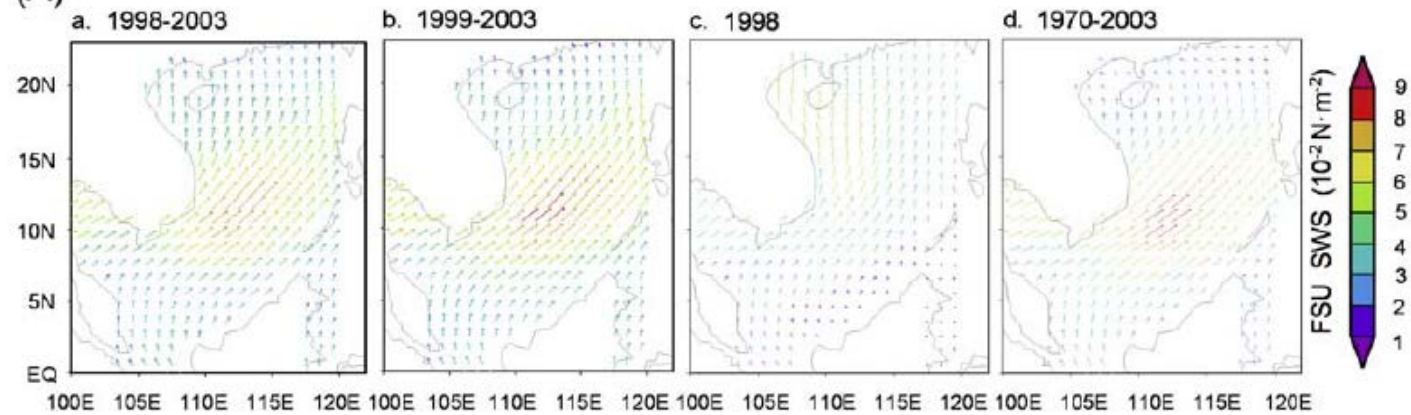 a. 1998-2003
b. 1999-2003
c. 1998
d. 1970-2003
20N
15N
10N
5N
EQ
100E 105E 110E 115E 120E 100E 105E 110E 115E 120E 100E 105E 110E 115E 120E 100E 105E 110E 115E 120E
FSU SWS (10⁻² N·m⁻²)
9
8
7
6
5
4
3
2
1